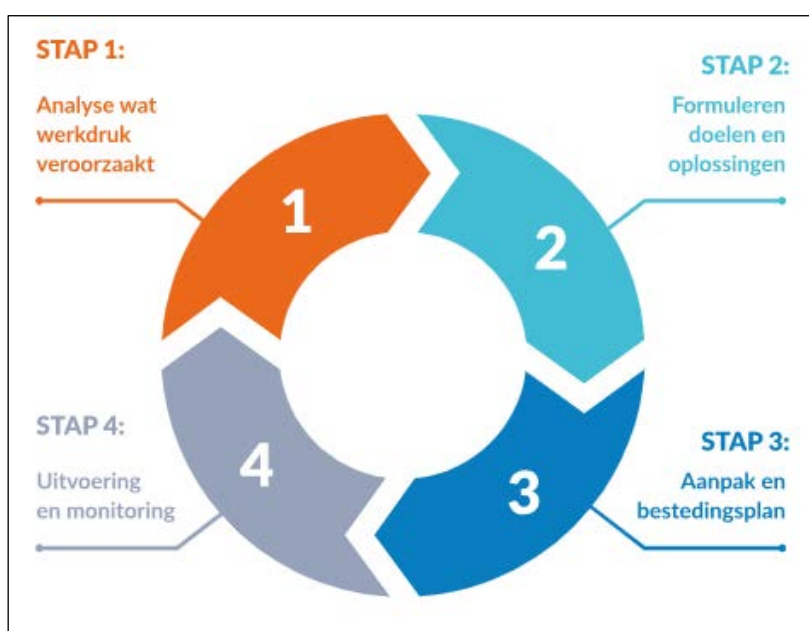 STAP 1:
Analyse wat
werkdruk
veroorzaakt
1
STAP 2:
Formuleren
doelen en
oplossingen
2
STAP 3:
Aanpak en
bestedingsplan
3
STAP 4:
Uitvoering
en monitoring
4